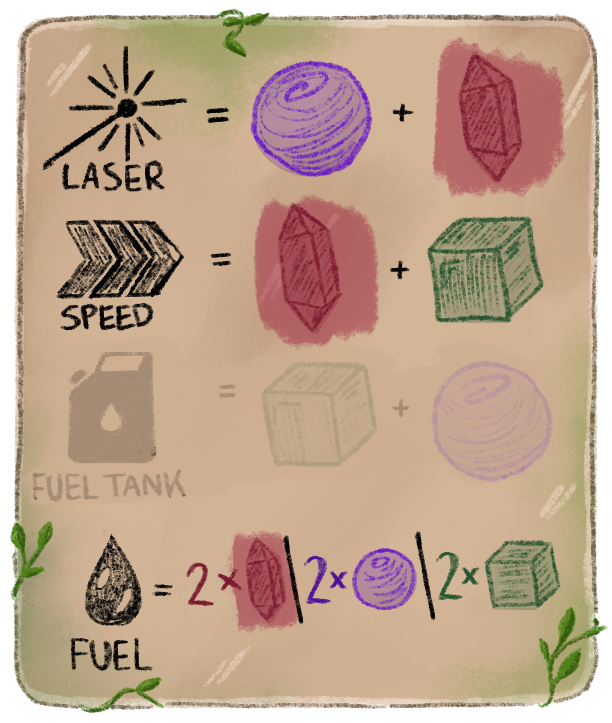 = +
LASER
= +
SPEED
= +
FUEL TANK
= 2× | 2× | 2×
FUEL